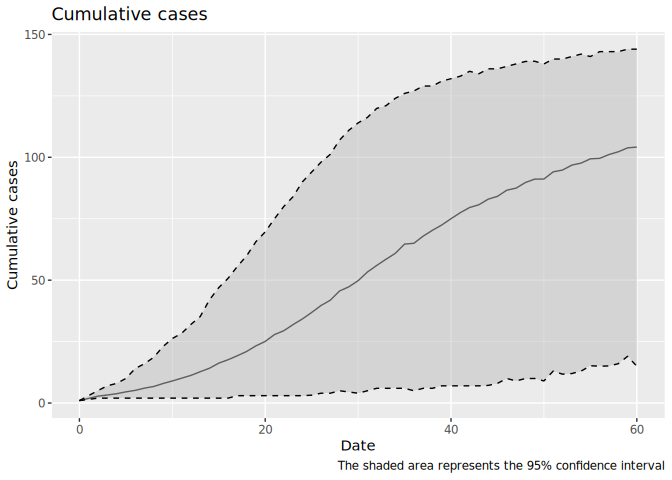 Cumulative cases
150
100
50
0
Cumulative cases
0 20 40 60
Date
The shaded area represents the 95% confidence interval